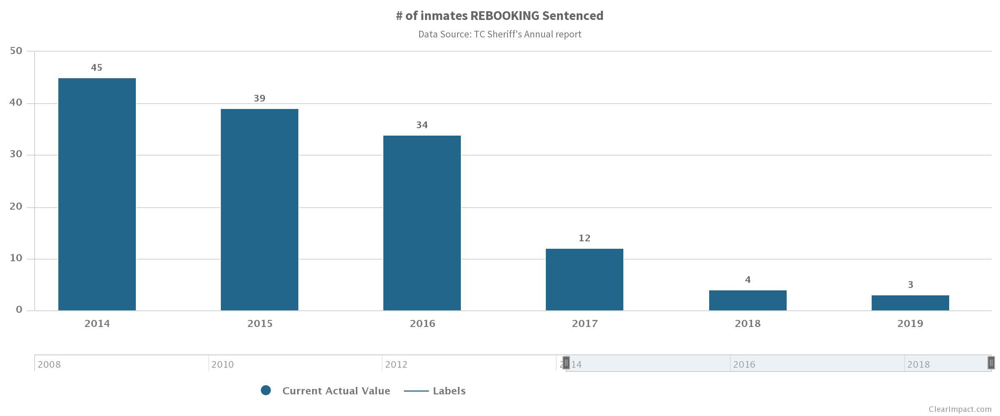 # of inmates REBOOKING Sentenced
Data Source: TC Sheriff's Annual report
50
45
40
39
34
30
20
12
10
4
3
0
2014 2015 2016 2017 2018 2019
2008 2010 2012 14 2016 2018
Current Actual Value Labels
ClearImpact.com